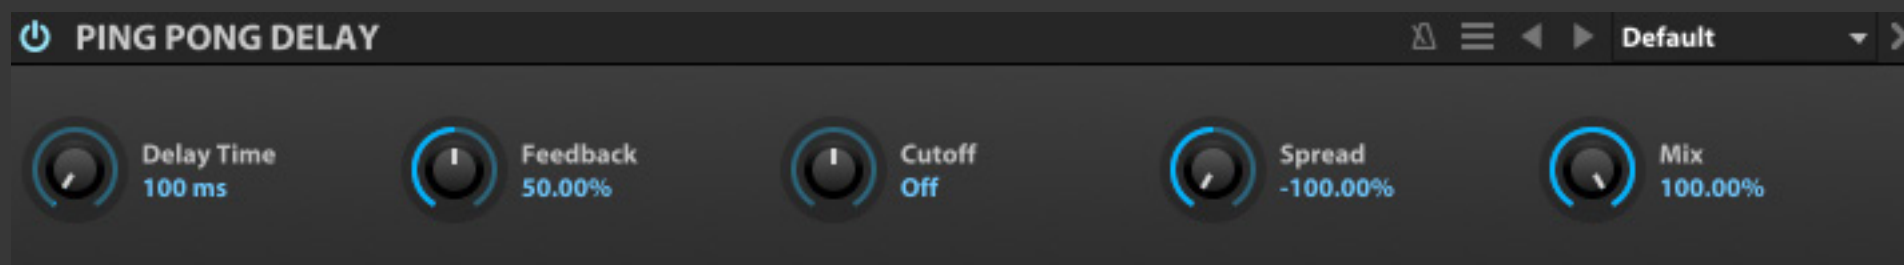 PING PONG DELAY
Default
Delay Time
100 ms
Feedback
50.00%
Cutoff
Off
Spread
-100.00%
Mix
100.00%